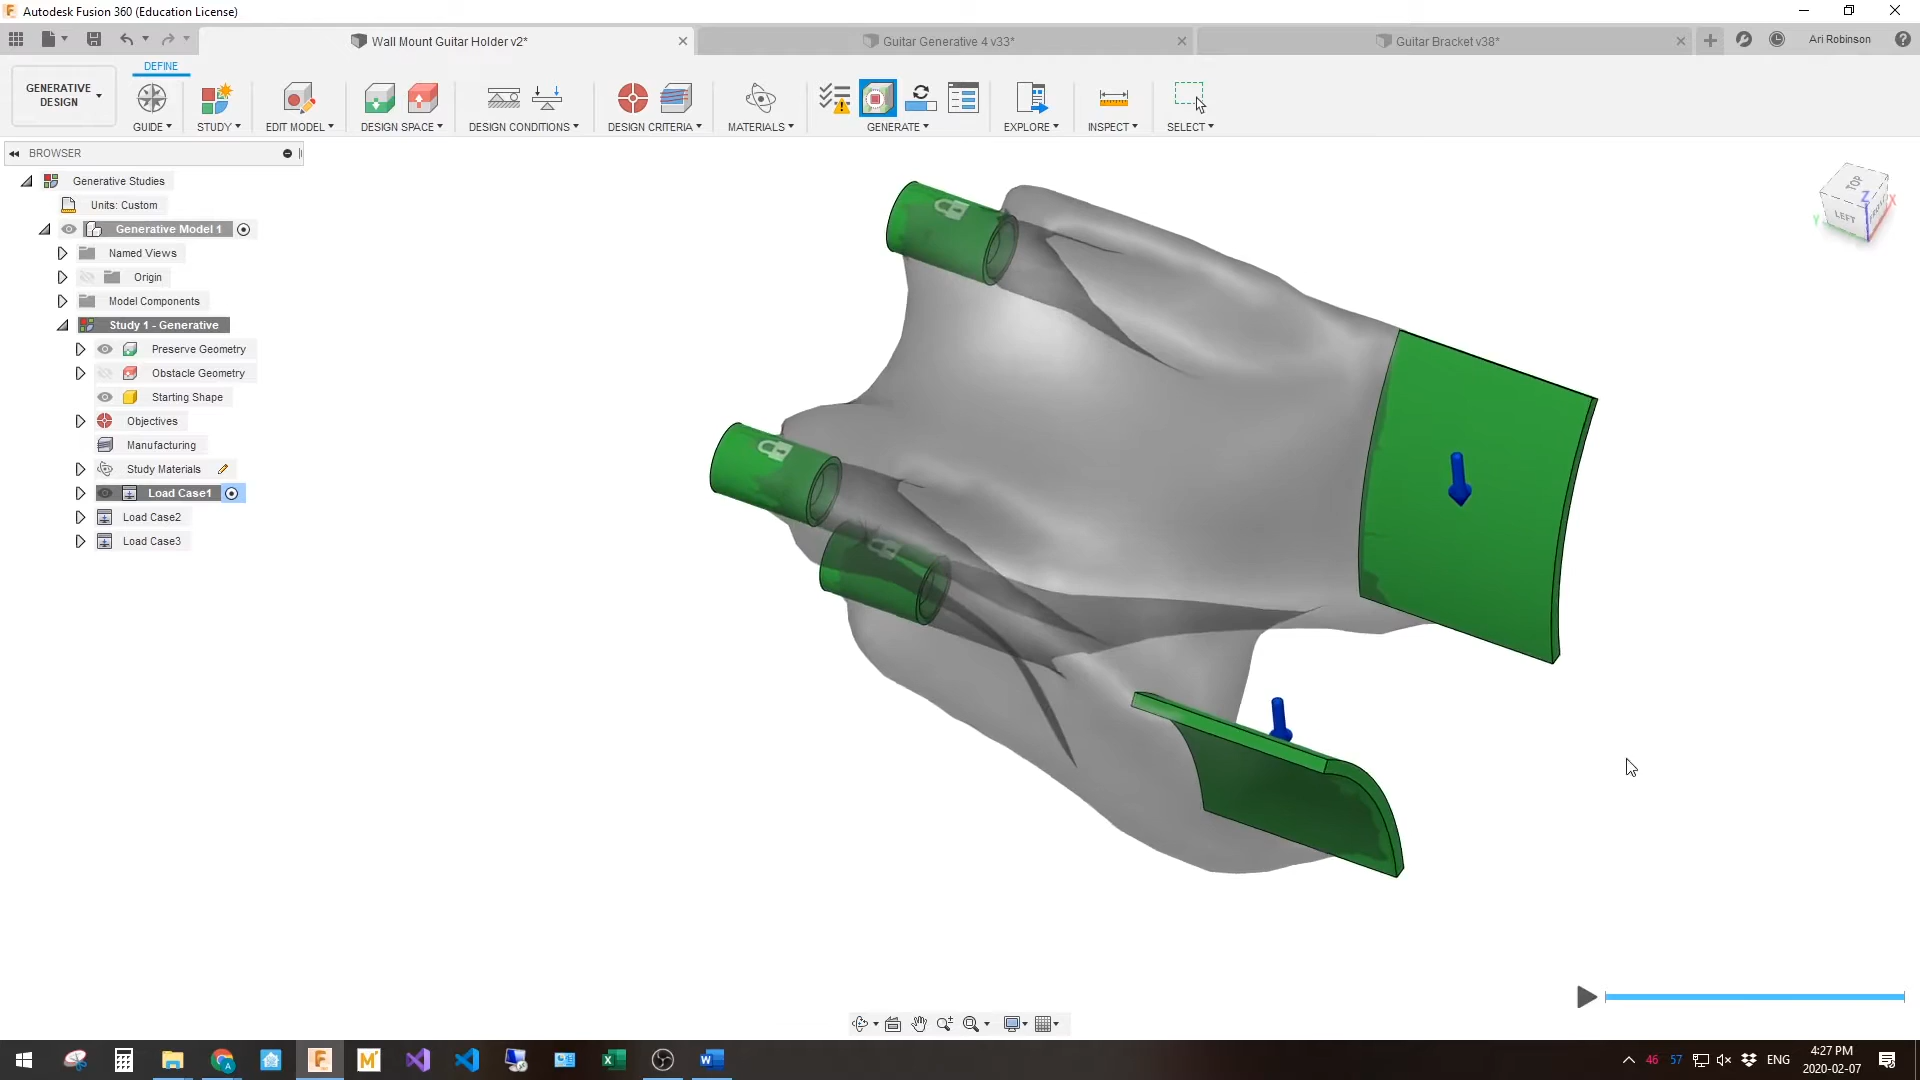 Autodesk Fusion 360 (Education License)
Wall Mount Guitar Holder v2*
Guitar Generative 4 v33*
Guitar Bracket v38*
Ari Robinson
DEFINE
GENERATIVE
DESIGN
GUIDE
STUDY
EDIT MODEL
DESIGN SPACE
DESIGN CONDITIONS
DESIGN CRITERIA
MATERIALS
GENERATE
EXPLORE
INSPECT
SELECT
BROWSER
Generative Studies
Units: Custom
Generative Model 1
Named Views
Origin
Model Components
Study 1 - Generative
Preserve Geometry
Obstacle Geometry
Starting Shape
Objectives
Manufacturing
Study Materials
Load Case1
Load Case2
Load Case3
TOP
LEFT
Z
X
Y
46
57
ENG
4:27 PM
2020-02-07